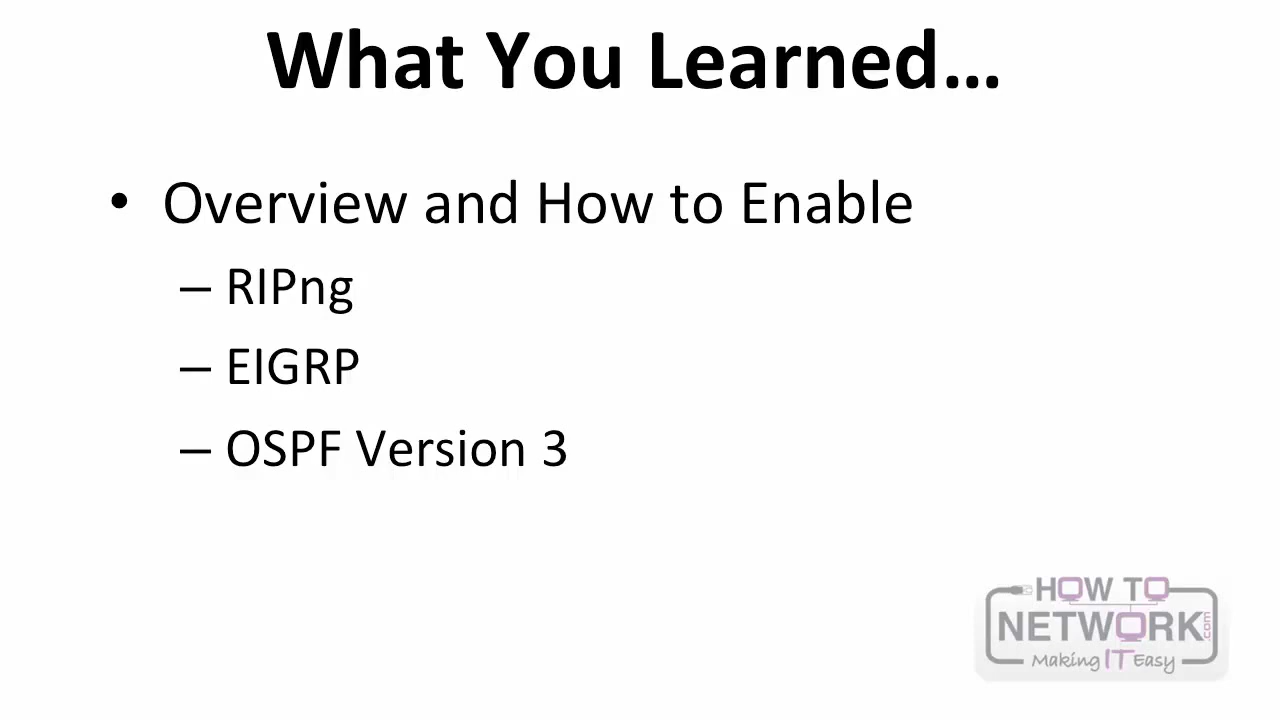 What You Learned...
• Overview and How to Enable
– RIPng
– EIGRP
– OSPF Version 3
HOW TO
NETWORK.com
Making IT Easy